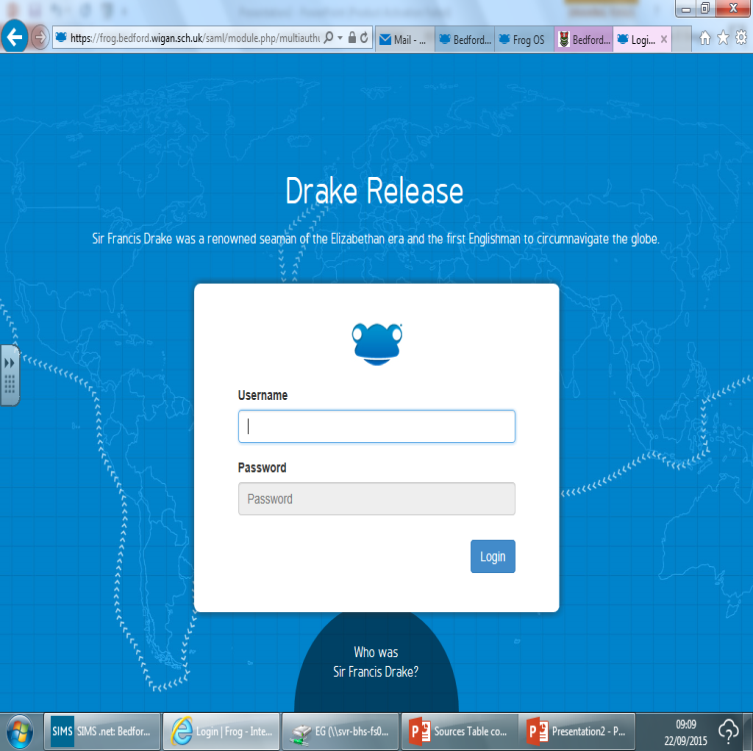 https://frog.bedford.wigan.sch.uk/saml/module.php/multiauth
Mail - ...
Bedford...
Frog OS
Bedford...
Logi...
Drake Release
Sir Francis Drake was a renowned seaman of the Elizabethan era and the first Englishman to circumnavigate the globe.
Username
Password
Password
Login
Who was
Sir Francis Drake?
SIMS SIMS .net: Bedfor...
Login | Frog - Inte...
EG (\\svr-bhs-fs0...
Sources Table co...
Presentation2 - P...
09:09
22/09/2015